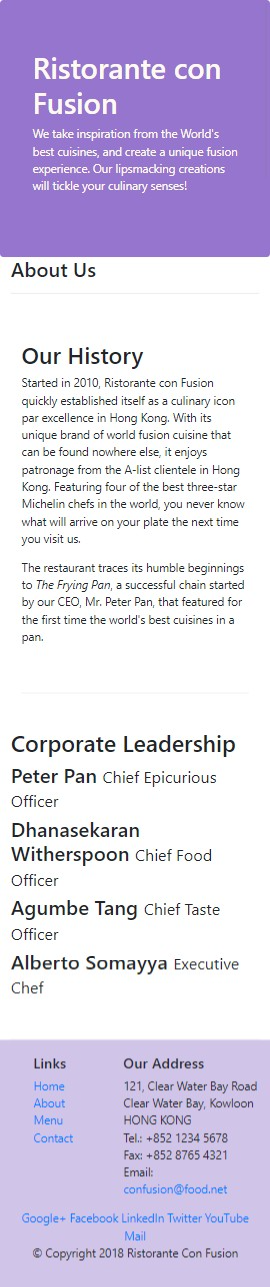 Ristorante con
Fusion
We take inspiration from the World's
best cuisines, and create a unique fusion
experience. Our lipsmacking creations
will tickle your culinary senses!
About Us
Our History
Started in 2010, Ristorante con Fusion
quickly established itself as a culinary icon
par excellence in Hong Kong. With its
unique brand of world fusion cuisine that
can be found nowhere else, it enjoys
patronage from the A-list clientele in Hong
Kong. Featuring four of the best three-star
Michelin chefs in the world, you never know
what will arrive on your plate the next time
you visit us.
The restaurant traces its humble beginnings
to The Frying Pan, a successful chain started
by our CEO, Mr. Peter Pan, that featured for
the first time the world's best cuisines in a
pan.
Corporate Leadership
Peter Pan Chief Epicurious
Officer
Dhanasekaran
Witherspoon Chief Food
Officer
Agumbe Tang Chief Taste
Officer
Alberto Somayya Executive
Chef
Links
Home
About
Menu
Contact
Our Address
121, Clear Water Bay Road
Clear Water Bay, Kowloon
HONG KONG
Tel.: +852 1234 5678
Fax: +852 8765 4321
Email:
confusion@food.net
Google+ Facebook LinkedIn Twitter YouTube
Mail
© Copyright 2018 Ristorante Con Fusion